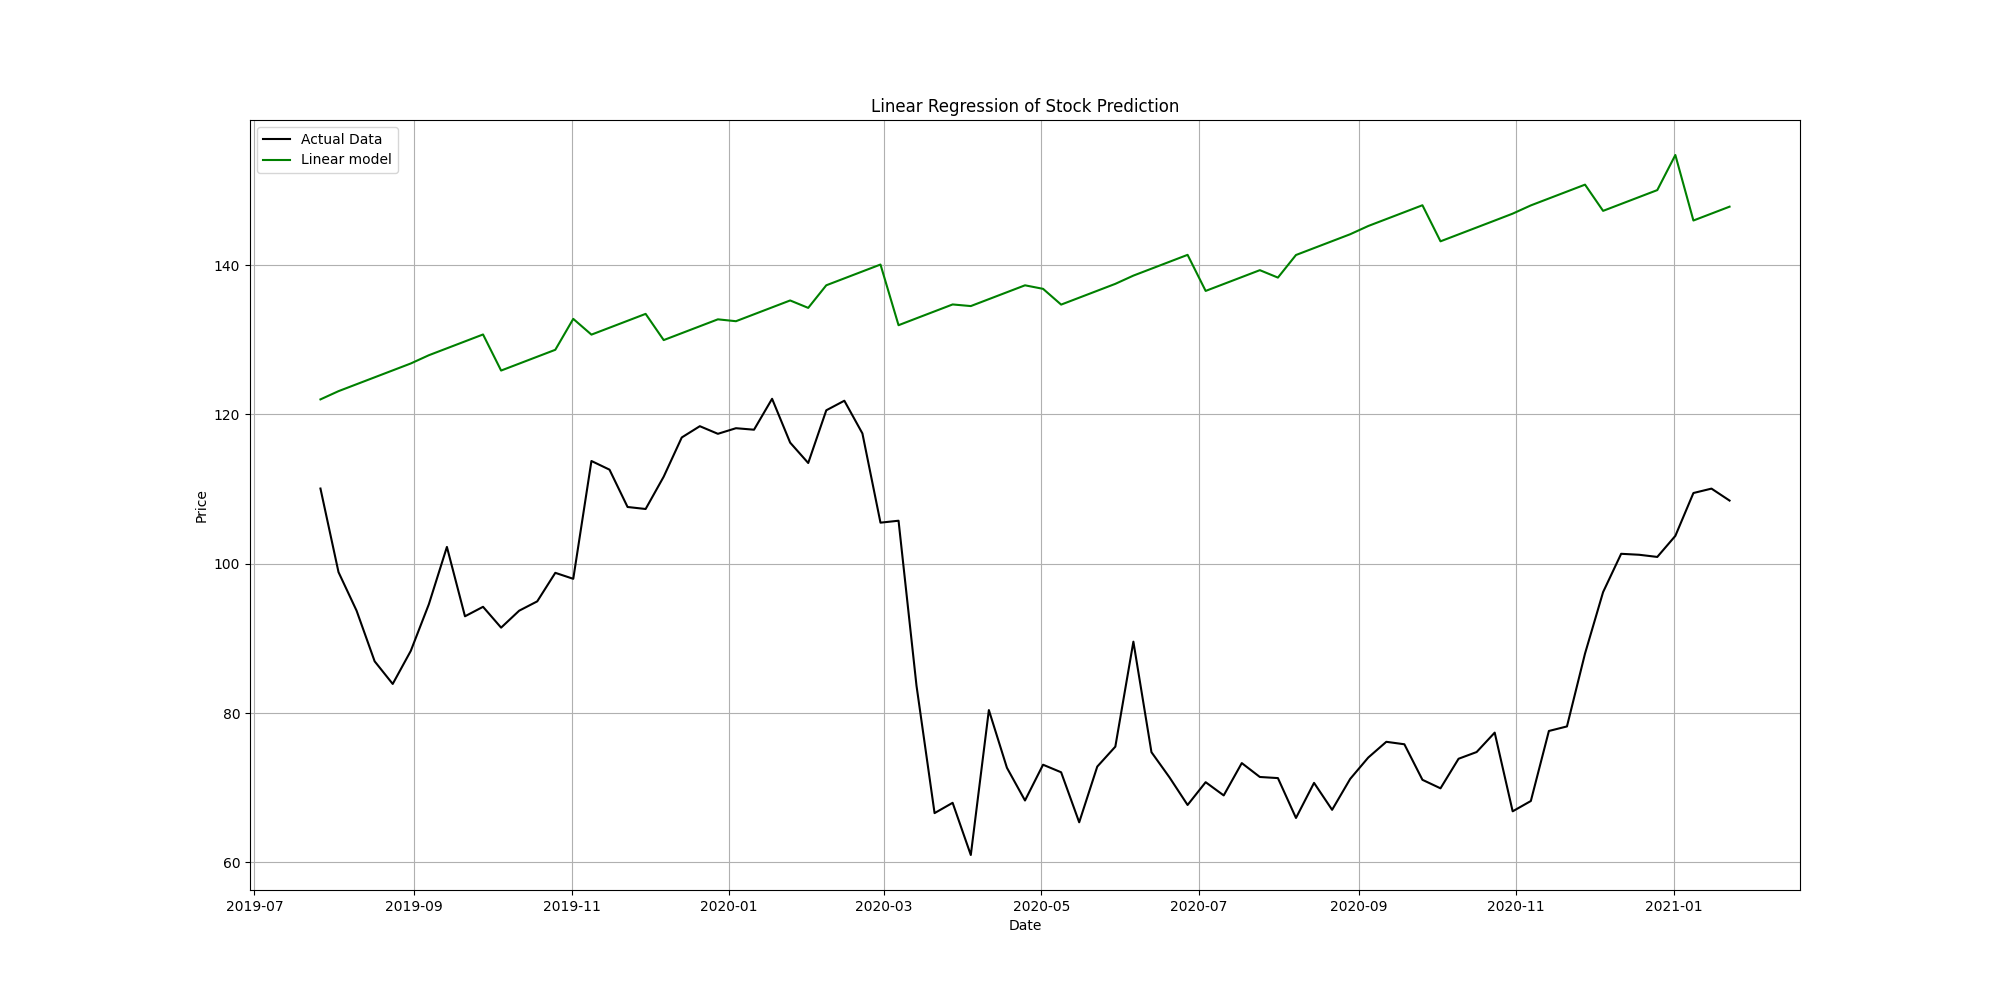 Linear Regression of Stock Prediction
Actual Data
Linear model
Price
140
120
100
80
60
2019-07 2019-09 2019-11 2020-01 2020-03 2020-05 2020-07 2020-09 2020-11 2021-01
Date